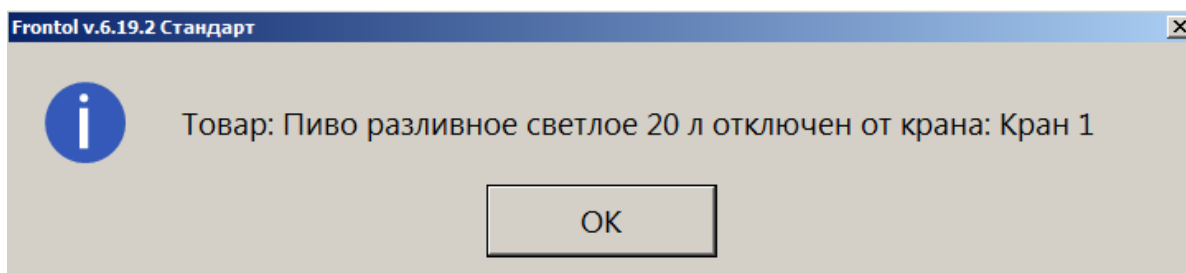 Frontol v.6.19.2 Стандарт
Товар: Пиво разливное светлое 20 л отключен от крана: Кран 1
OK